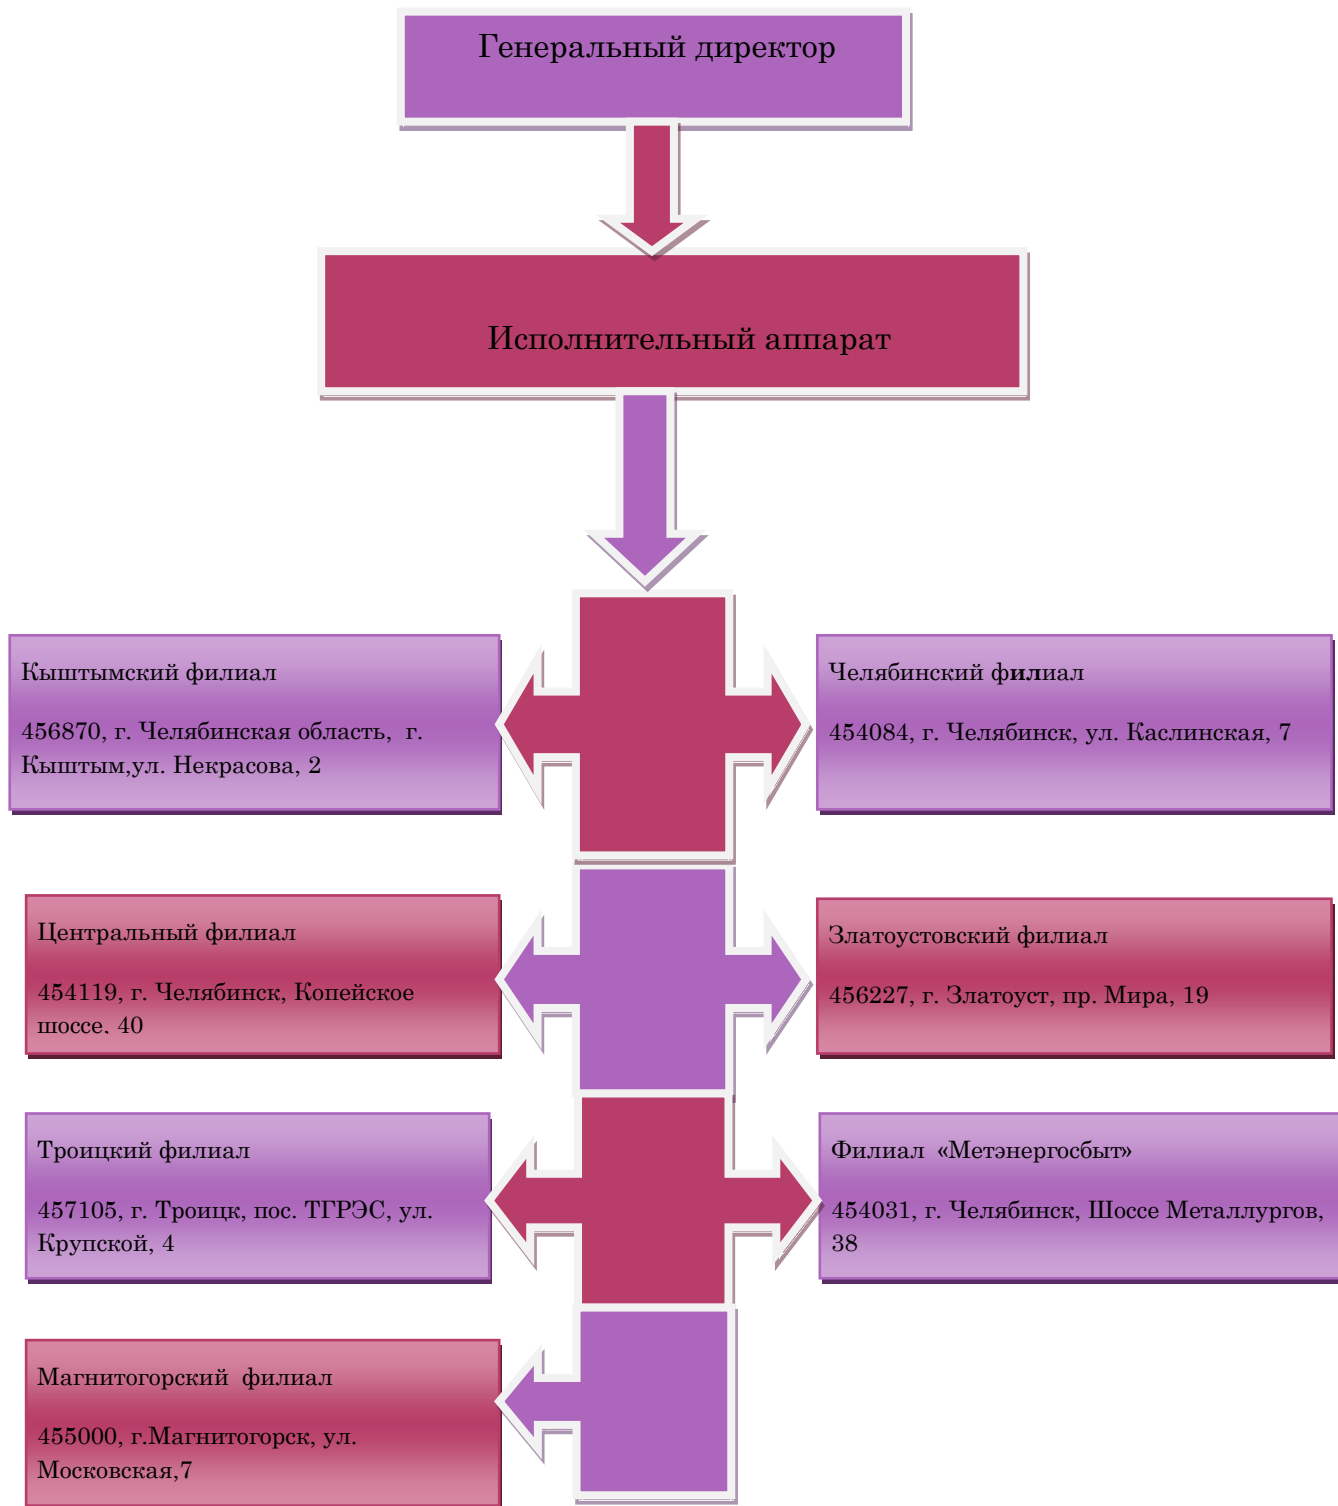 Генеральный директор
Исполнительный аппарат
Кыштымский филиал
456870, г. Челябинская область,  г.
Кыштым,ул. Некрасова, 2
Челябинский филиал
454084, г. Челябинск, ул. Каслинская, 7
Центральный филиал
454119, г. Челябинск, Копейское
шоссе, 40
Златоустовский филиал
456227, г. Златоуст, пр. Мира, 19
Троицкий филиал
457105, г. Троицк, пос. ТГРЭС, ул.
Крупской, 4
Филиал  «Метэнергосбыт»
454031, г. Челябинск, Шоссе Металлургов,
38
Магнитогорский  филиал
455000, г.Магнитогорск, ул.
Московская,7